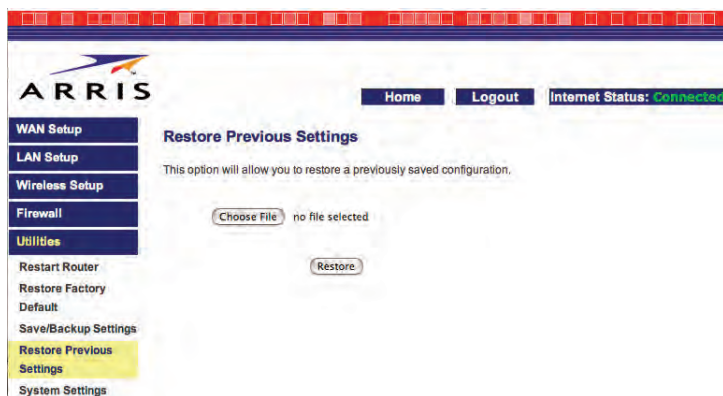 ARRIS
Home Logout Internet Status: Connected
WAN Setup
LAN Setup
Wireless Setup
Firewall
Utilities
Restart Router
Restore Factory
Default
Save/Backup Settings
Restore Previous
Settings
System Settings
Restore Previous Settings
This option will allow you to restore a previously saved configuration.
Choose File no file selected
Restore